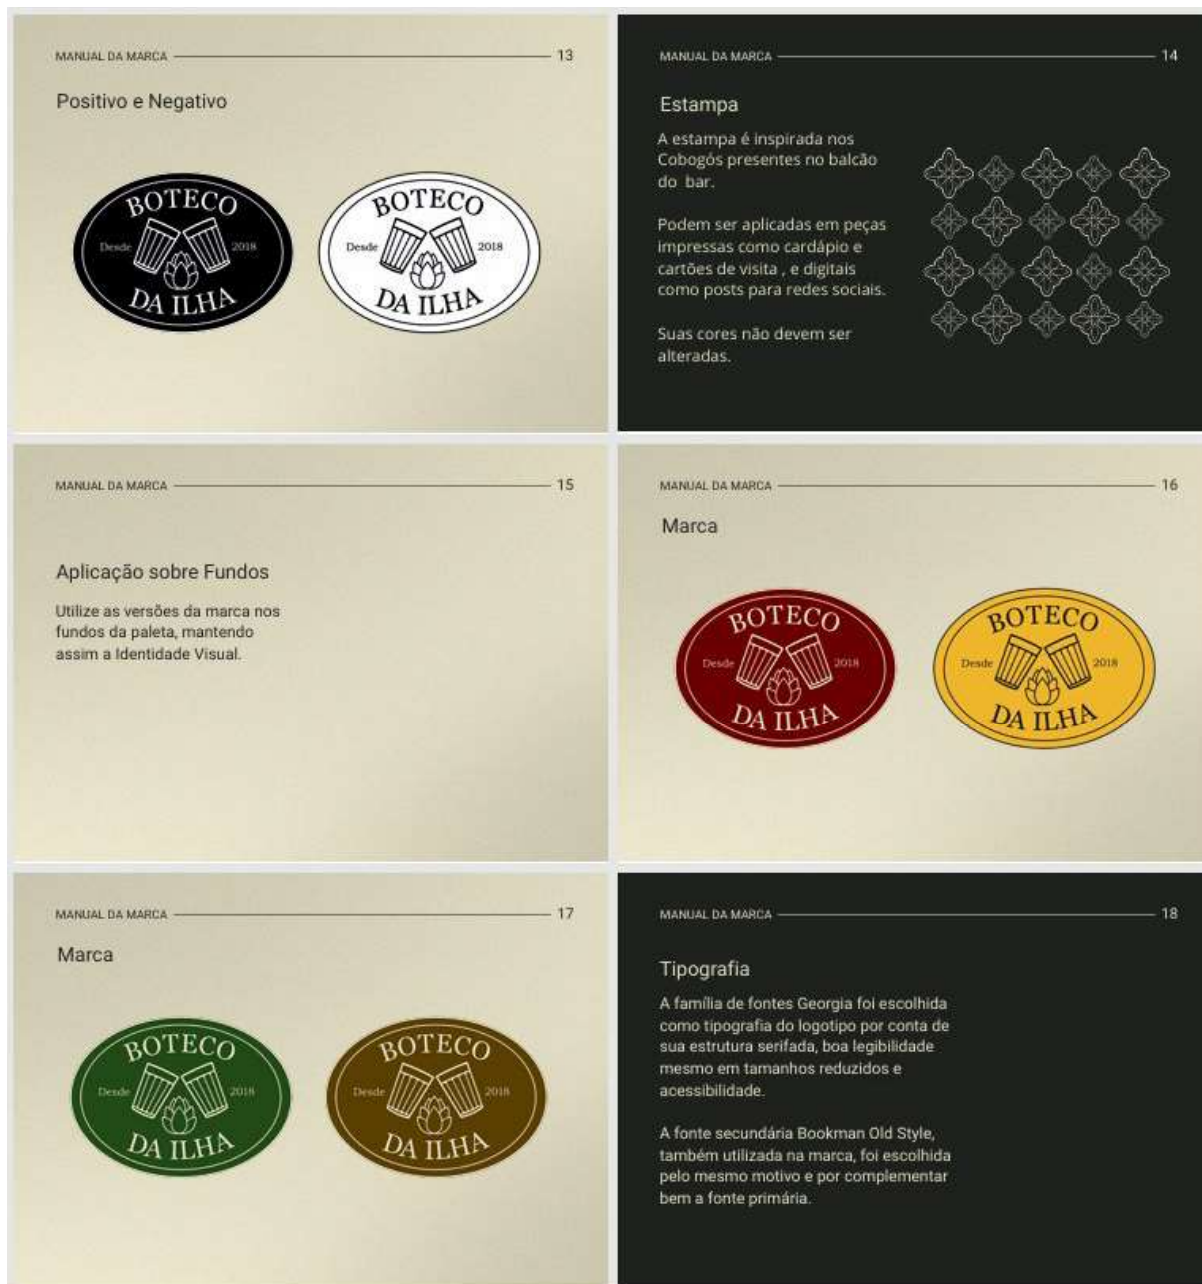 MANUAL DA MARCA 13
Positivo e Negativo
BOTECO
Desde 2018
DA ILHA
BOTECO
Desde 2018
DA ILHA
MANUAL DA MARCA 14
Estampa
A estampa é inspirada nos
Cobogós presentes no balcão
do bar.
Podem ser aplicadas em peças
impressas como cardápio e
cartões de visita , e digitais
como posts para redes sociais.
Suas cores não devem ser
alteradas.
MANUAL DA MARCA 15
Aplicação sobre Fundos
Utilize as versões da marca nos
fundos da paleta, mantendo
assim a Identidade Visual.
MANUAL DA MARCA 16
Marca
BOTECO
Desde 2018
DA ILHA
BOTECO
Desde 2018
DA ILHA
MANUAL DA MARCA 17
Marca
BOTECO
Desde 2018
DA ILHA
BOTECO
Desde 2018
DA ILHA
MANUAL DA MARCA 18
Tipografia
A família de fontes Georgia foi escolhida
como tipografia do logotipo por conta de
sua estrutura serifada, boa legibilidade
mesmo em tamanhos reduzidos e
acessibilidade.
A fonte secundária Bookman Old Style,
também utilizada na marca, foi escolhida
pelo mesmo motivo e por complementar
bem a fonte primária.